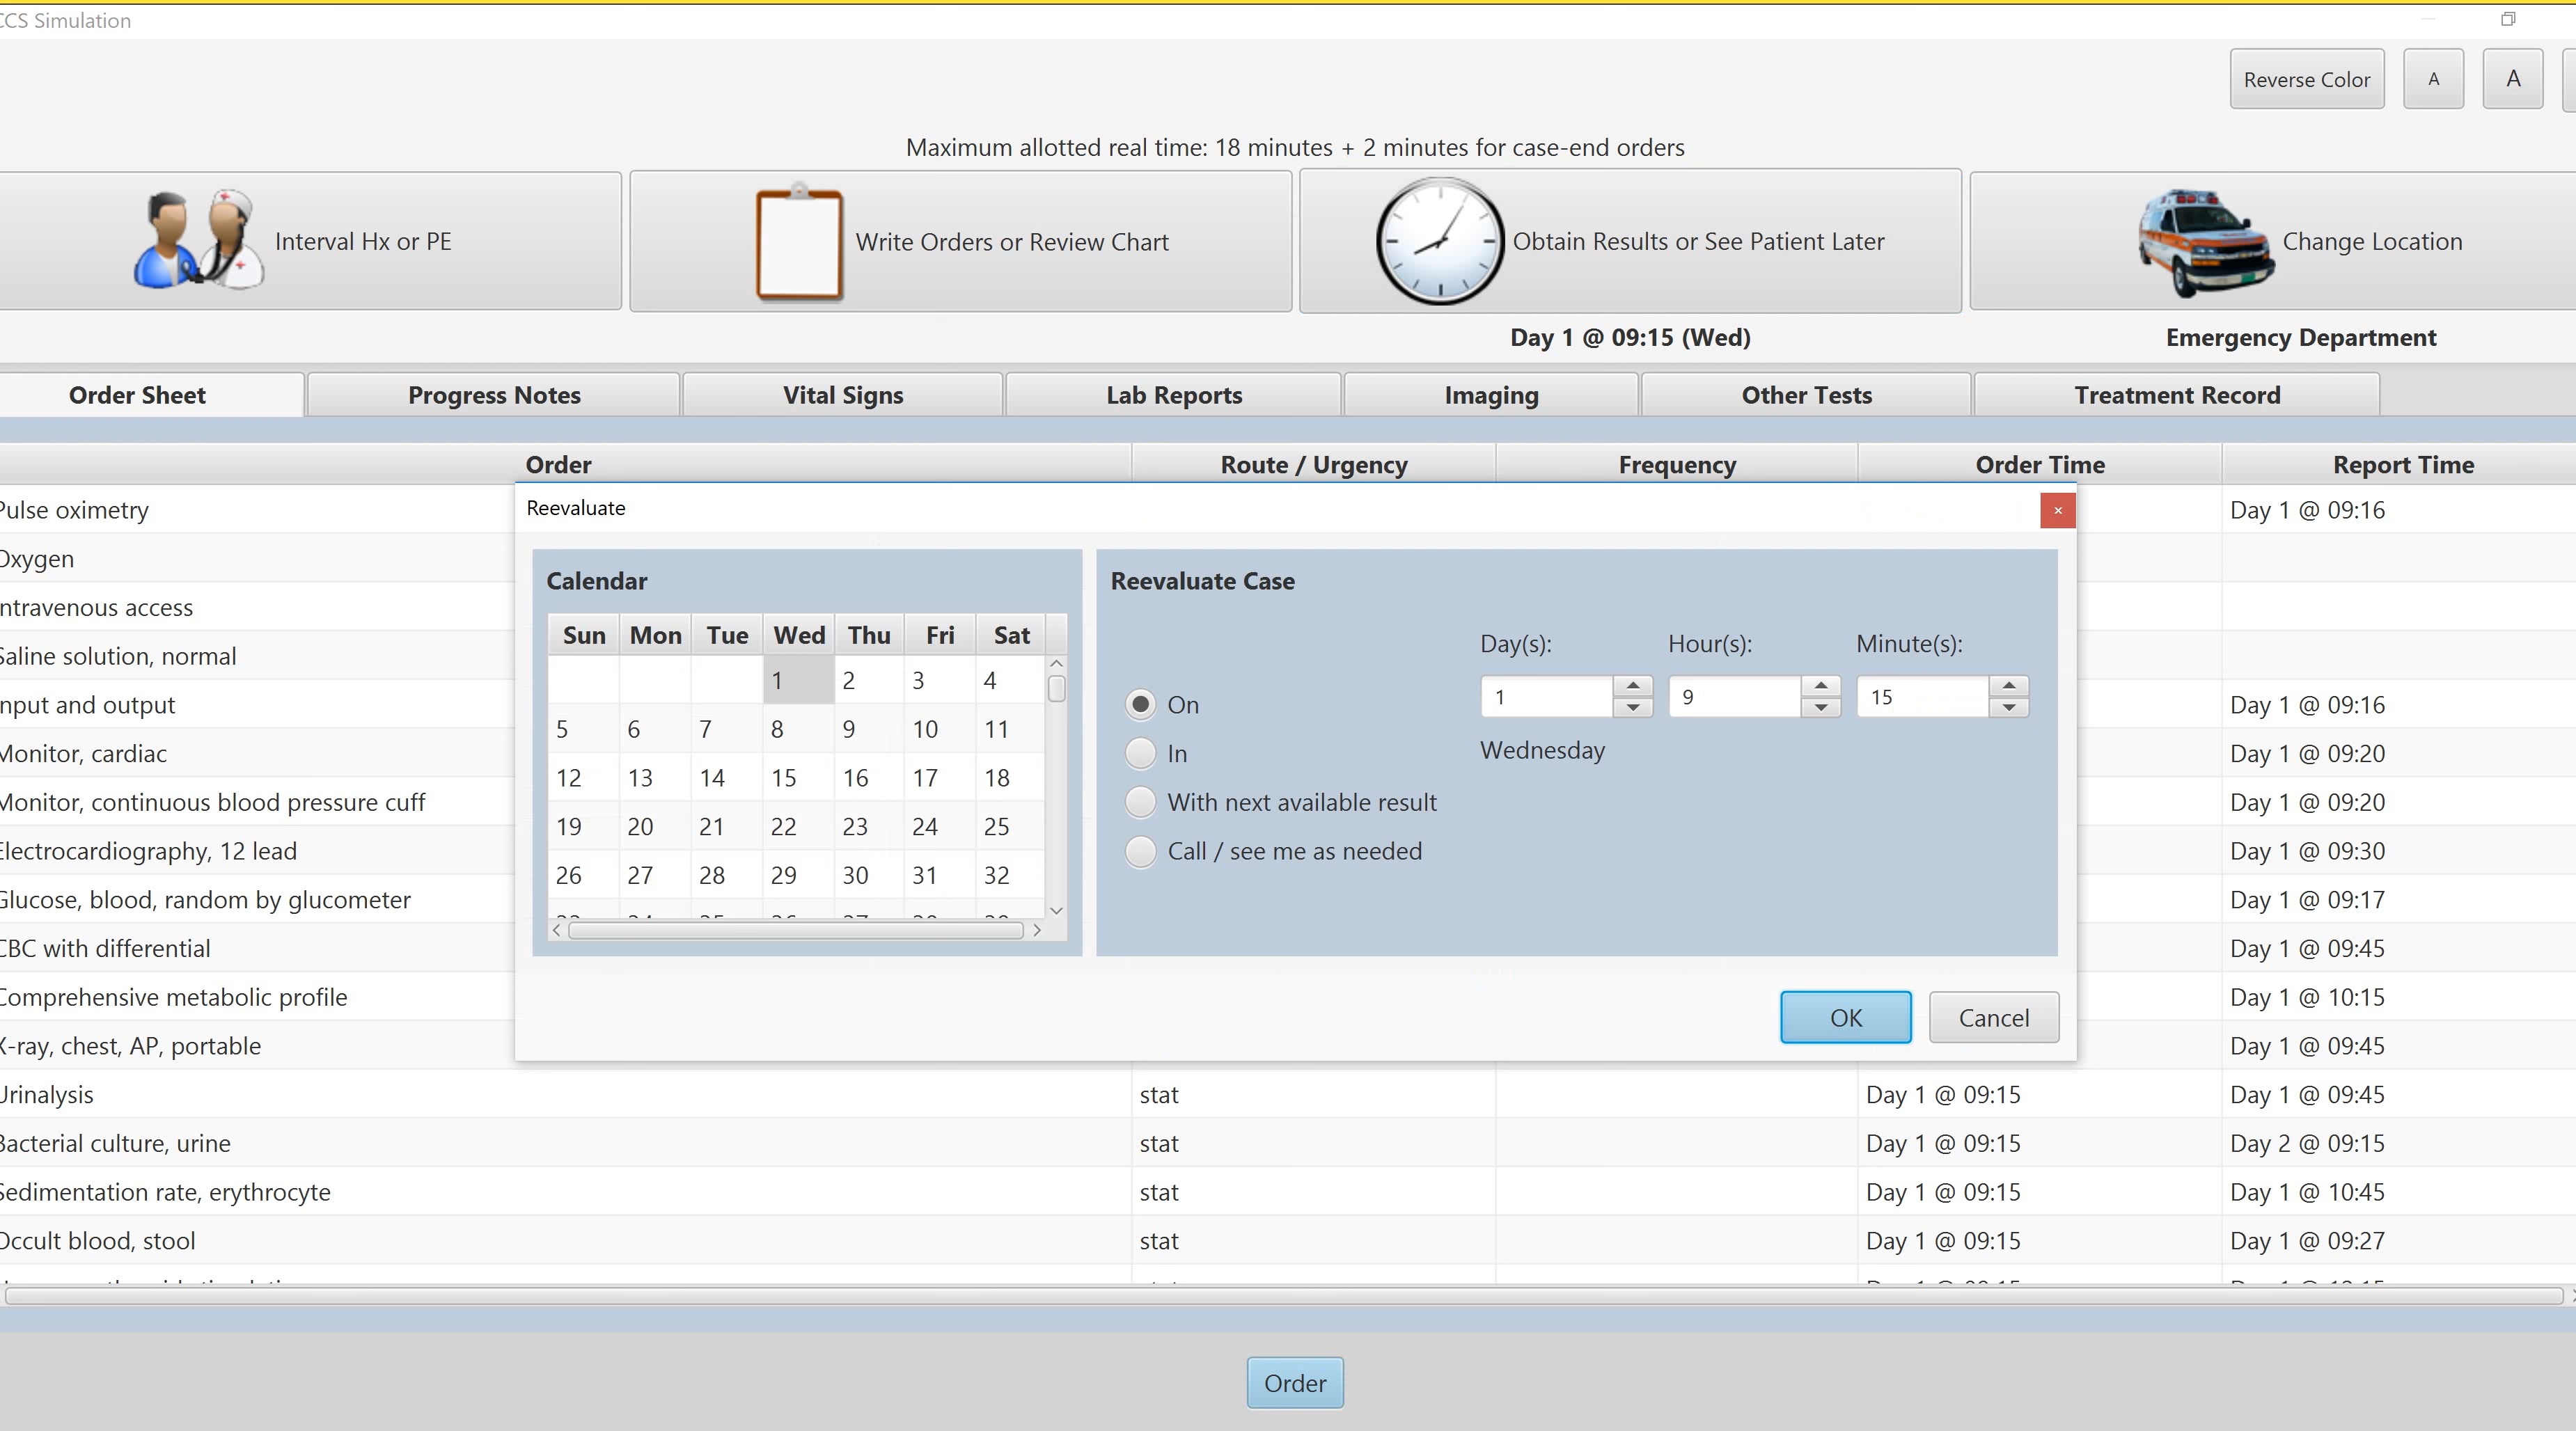 CCS Simulation
Reverse Color A A
Maximum allotted real time: 18 minutes + 2 minutes for case-end orders
Interval Hx or PE
Write Orders or Review Chart
Obtain Results or See Patient Later
Change Location
Day 1 @ 09:15 (Wed)
Emergency Department
Order Sheet Progress Notes Vital Signs Lab Reports Imaging Other Tests Treatment Record
Order Route / Urgency Frequency Order Time Report Time
Pulse oximetry Day 1 @ 09:16
Oxygen
Intravenous access
Saline solution, normal
Input and output Day 1 @ 09:16
Monitor, cardiac Day 1 @ 09:20
Monitor, continuous blood pressure cuff Day 1 @ 09:20
Electrocardiography, 12 lead Day 1 @ 09:30
Glucose, blood, random by glucometer Day 1 @ 09:17
CBC with differential Day 1 @ 09:45
Comprehensive metabolic profile Day 1 @ 10:15
X-ray, chest, AP, portable Day 1 @ 09:45
Urinalysis stat Day 1 @ 09:15 Day 1 @ 09:45
Bacterial culture, urine stat Day 1 @ 09:15 Day 2 @ 09:15
Sedimentation rate, erythrocyte stat Day 1 @ 09:15 Day 1 @ 10:45
Occult blood, stool stat Day 1 @ 09:15 Day 1 @ 09:27
Reevaluate
Calendar
Sun Mon Tue Wed Thu Fri Sat
1 2 3 4
5 6 7 8 9 10 11
12 13 14 15 16 17 18
19 20 21 22 23 24 25
26 27 28 29 30 31 32
Reevaluate Case
Day(s): Hour(s): Minute(s):
1 9 15
Wednesday
On
In
With next available result
Call / see me as needed
OK Cancel
Order